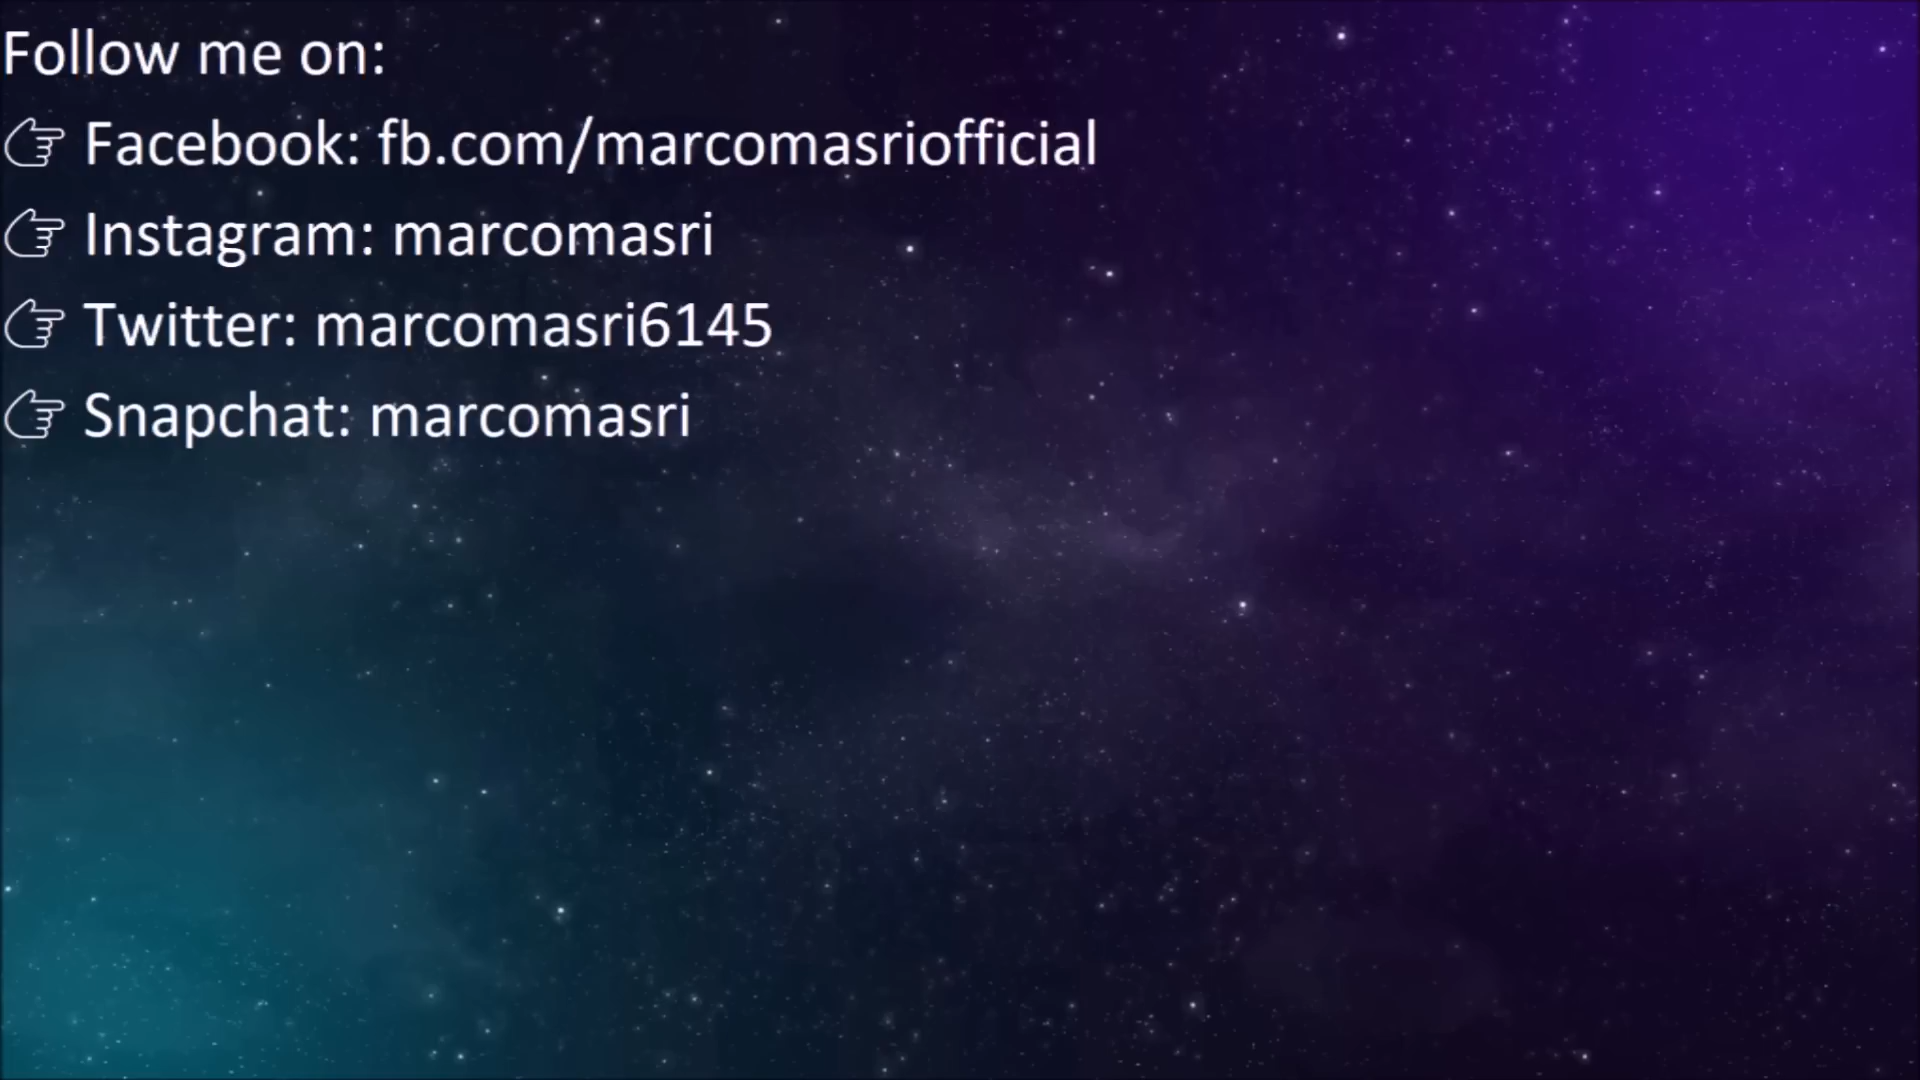 Follow me on:
👉 Facebook: fb.com/marcomasriofficial
👉 Instagram: marcomasri
👉 Twitter: marcomasri6145
👉 Snapchat: marcomasri